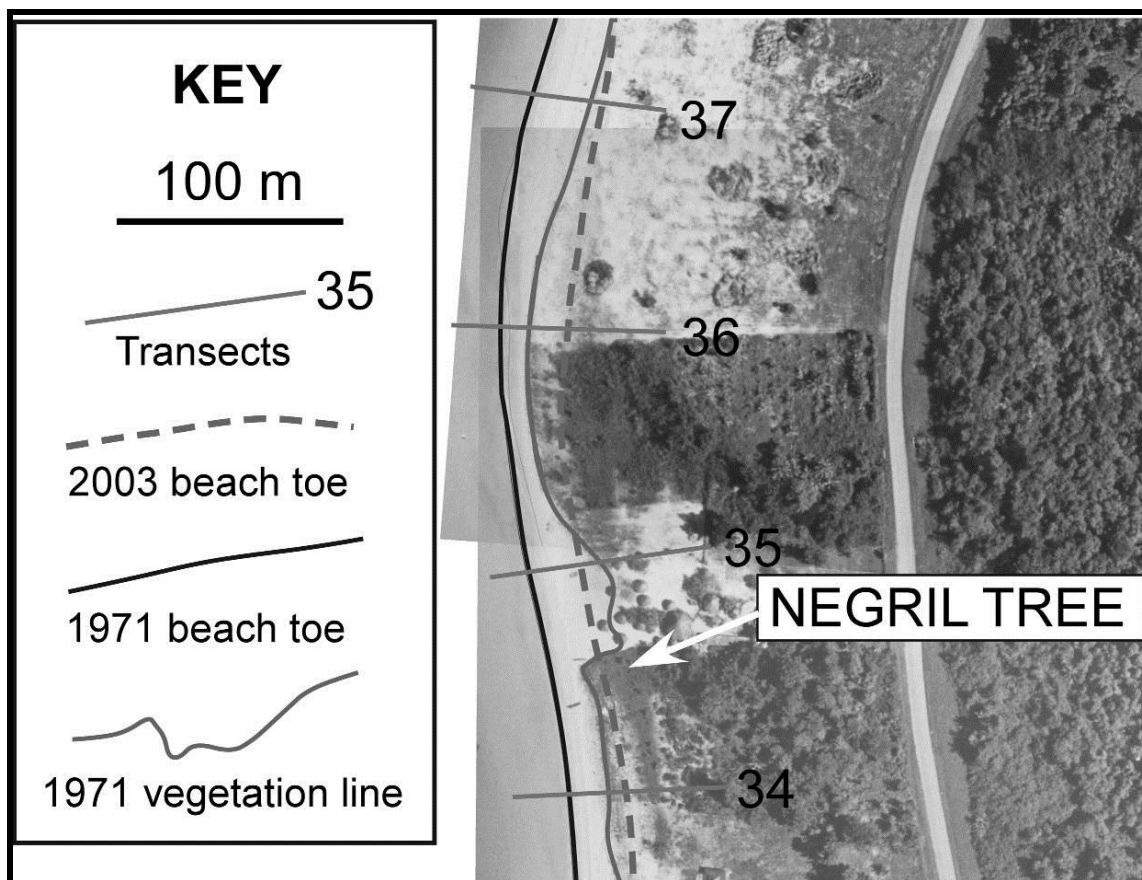 KEY
100 m
35
Transects
2003 beach toe
1971 beach toe
1971 vegetation line
37
36
35
NEGRIL TREE
34